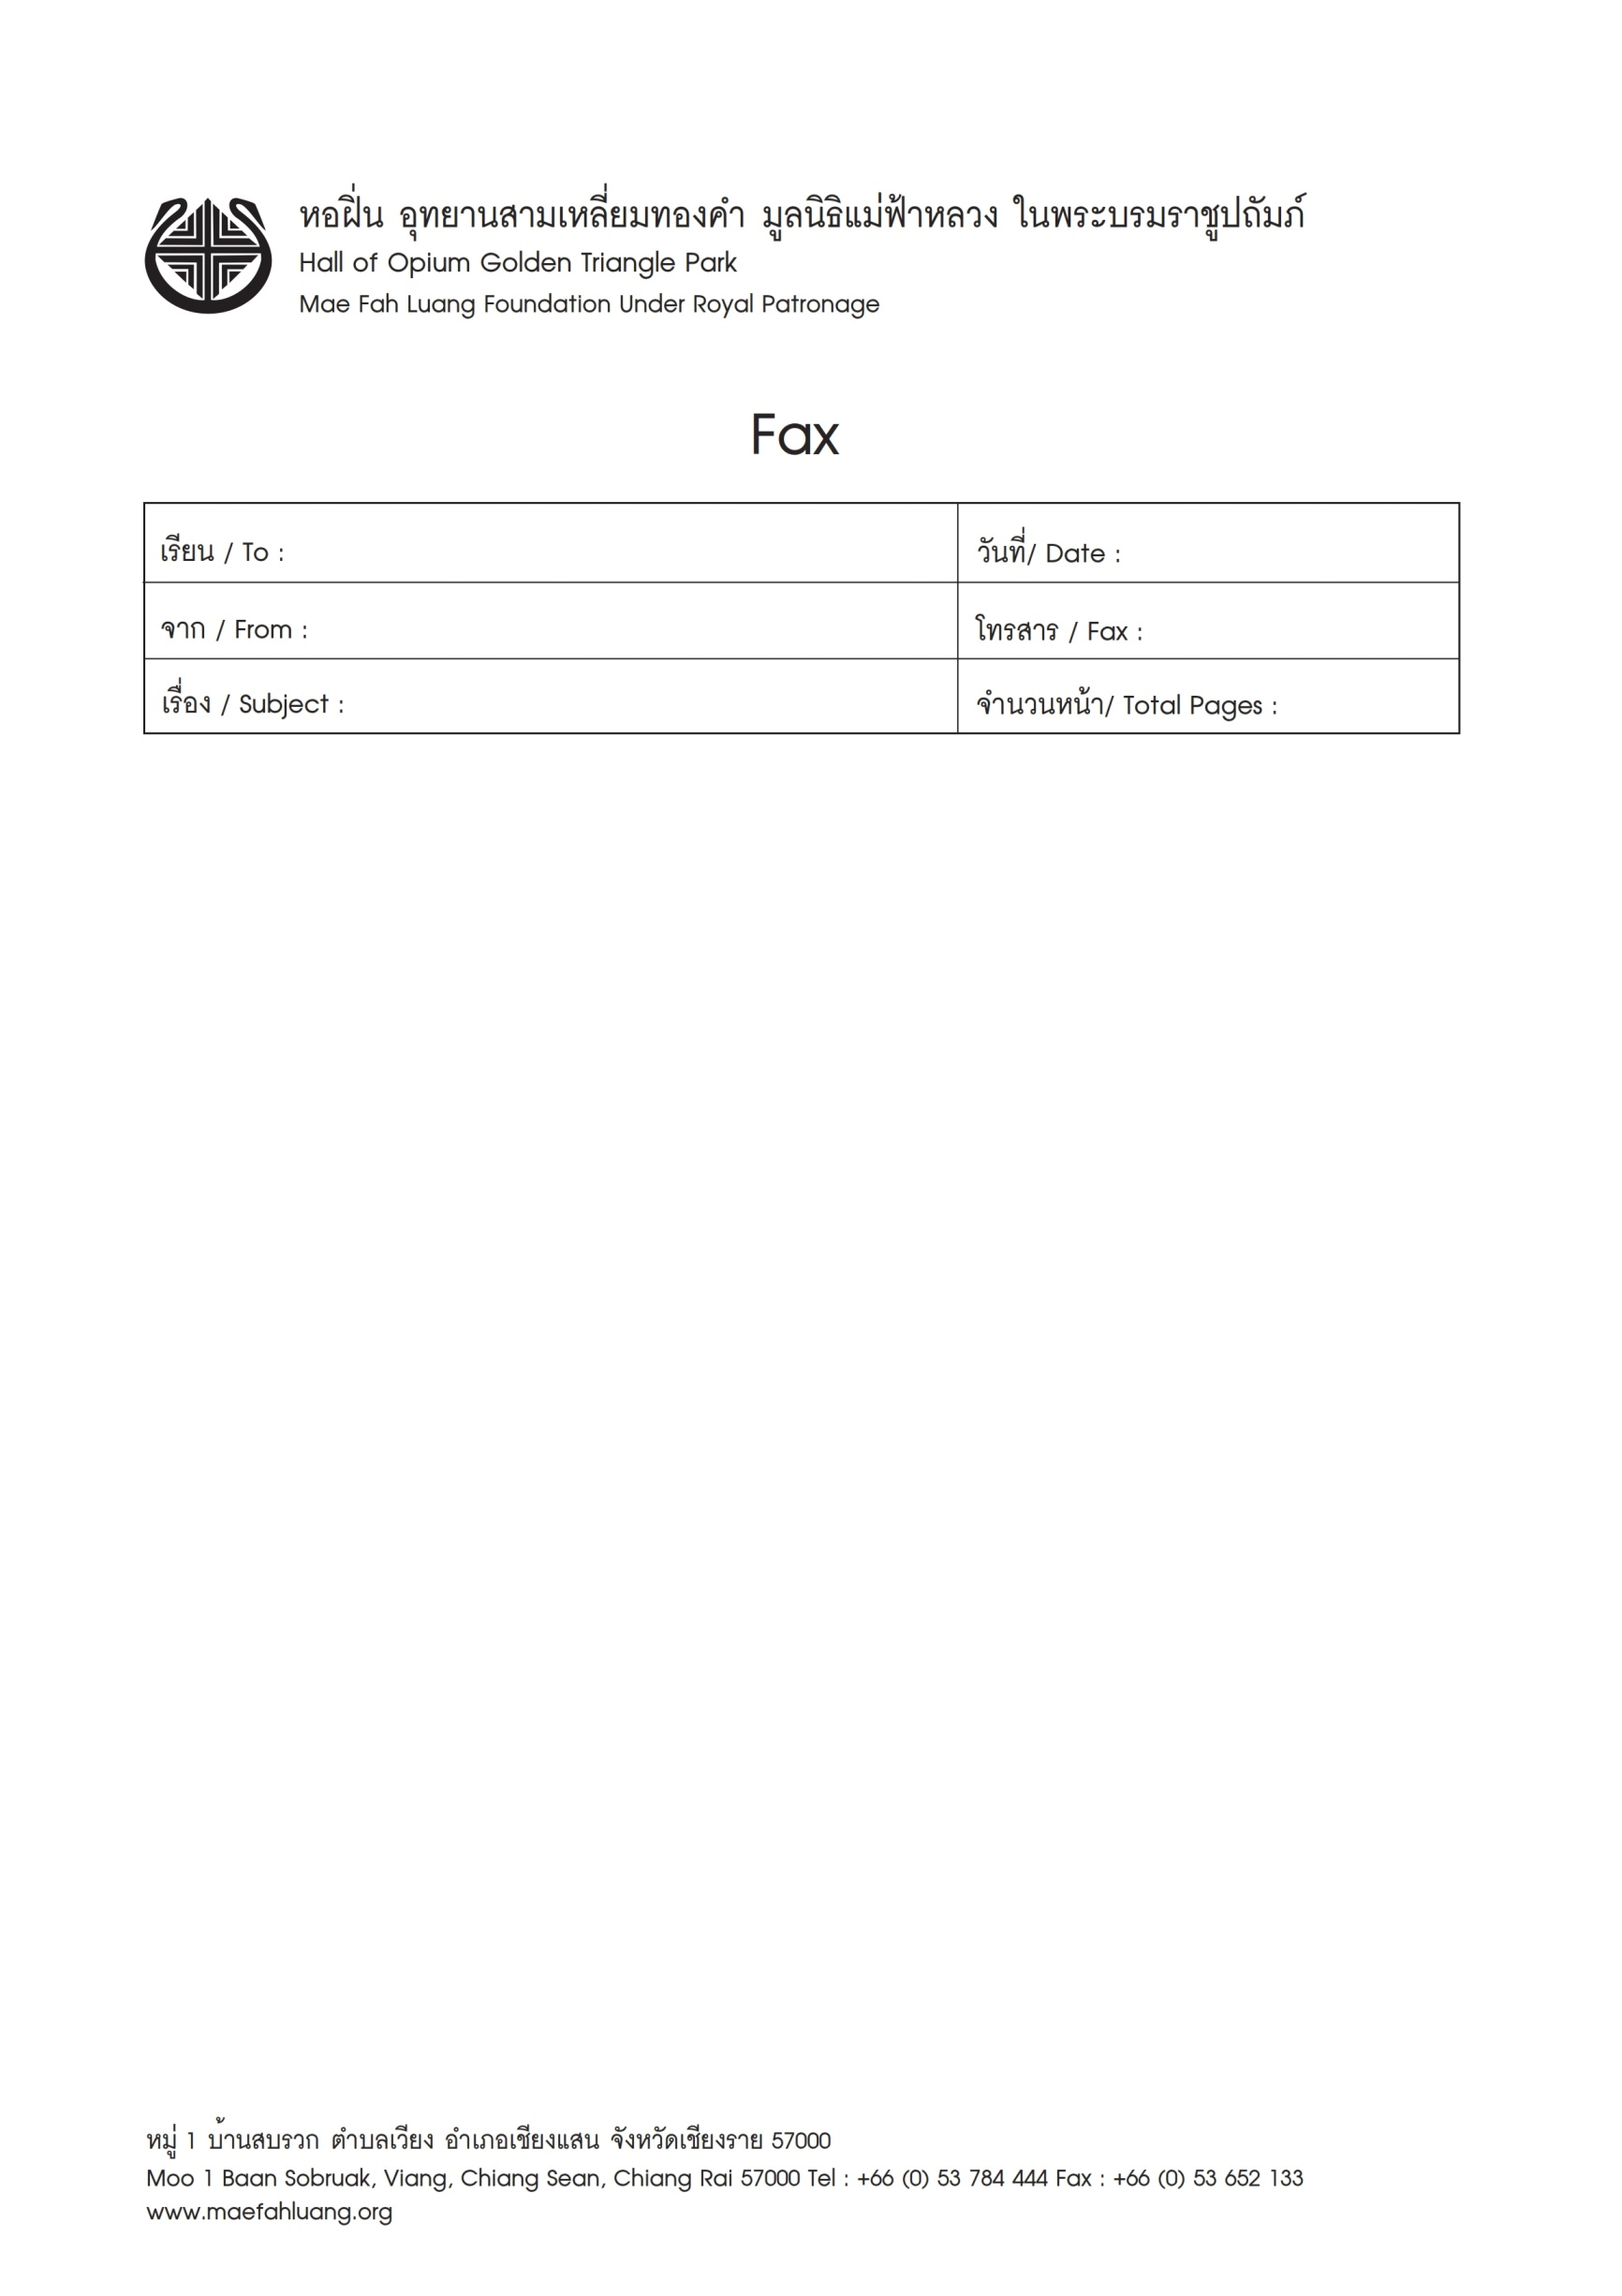 หอฝิ่น อุทยานสามเหลี่ยมทองคำ มูลนิธิแม่ฟ้าหลวง ในพระบรมราชูปถัมภ์
Hall of Opium Golden Triangle Park
Mae Fah Luang Foundation Under Royal Patronage
Fax
เรียน / To :
วันที่/ Date :
จาก / From :
โทรสาร / Fax :
เรื่อง / Subject :
จำนวนหน้า/ Total Pages :
หมู่ 1 บ้านสบรวก ตำบลเวียง อำเภอเชียงแสน จังหวัดเชียงราย 57000
Moo 1 Baan Sobruak, Viang, Chiang Sean, Chiang Rai 57000 Tel : +66 (0) 53 784 444 Fax : +66 (0) 53 652 133
www.maefahluang.org